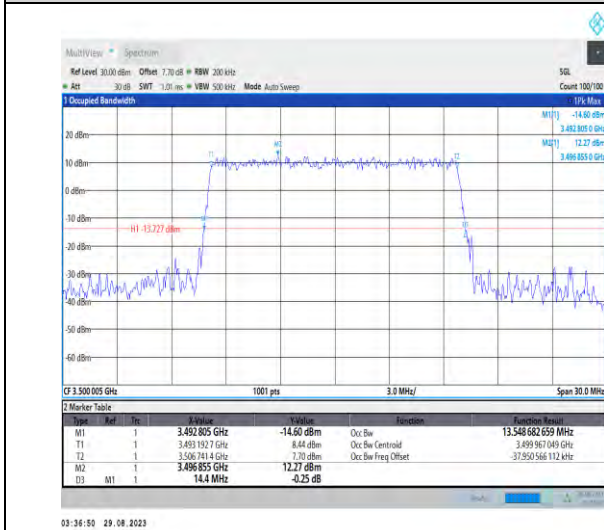 MultiView Spectrum
Ref Level 30.00 dBm Offset 7.70 dB RBW 200 kHz SGL
Att 30 dB SWT 1.01 ms VBW 500 kHz Mode Auto Sweep Count 100/100
1 Occupied Bandwidth 1Pk Max
M1[1] -14.60 dBm
3.492 805 0 GHz
M2[1] 12.27 dBm
3.496 855 0 GHz
20 dBm
10 dBm
0 dBm
-10 dBm
H1 -13.727 dBm
-20 dBm
-30 dBm
-40 dBm
-50 dBm
-60 dBm
T1
M2
T2
CF 3.500 005 GHz 1001 pts 3.0 MHz/ Span 30.0 MHz
2 Marker Table
Type Ref Trc X-Value Y-Value Function Function Result
M1 1 3.492 805 GHz -14.60 dBm Occ Bw 13.548 682 659 MHz
T1 1 3.493 192 7 GHz 8.44 dBm Occ Bw Centroid 3.499 967 049 GHz
T2 1 3.506 741 4 GHz 7.70 dBm Occ Bw Freq Offset -37.950 566 112 kHz
M2 1 3.496 855 GHz 12.27 dBm
D3 M1 1 14.4 MHz -0.25 dB
03:36:50 29.08.2023